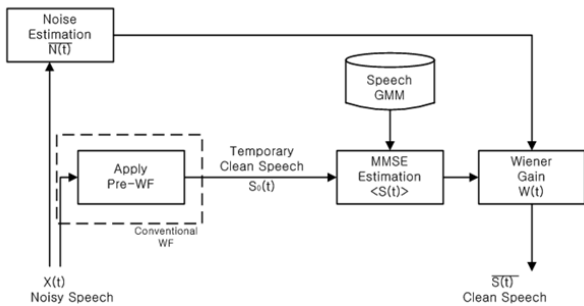 Noise
Estimation
N(t)
Speech
GMM
Temporary
Clean Speech
S₀(t)
Apply
Pre-WF
MMSE
Estimation
<S(t)>
Wiener
Gain
W(t)
Conventional
WF
X(t)
Noisy Speech
S(t)
Clean Speech